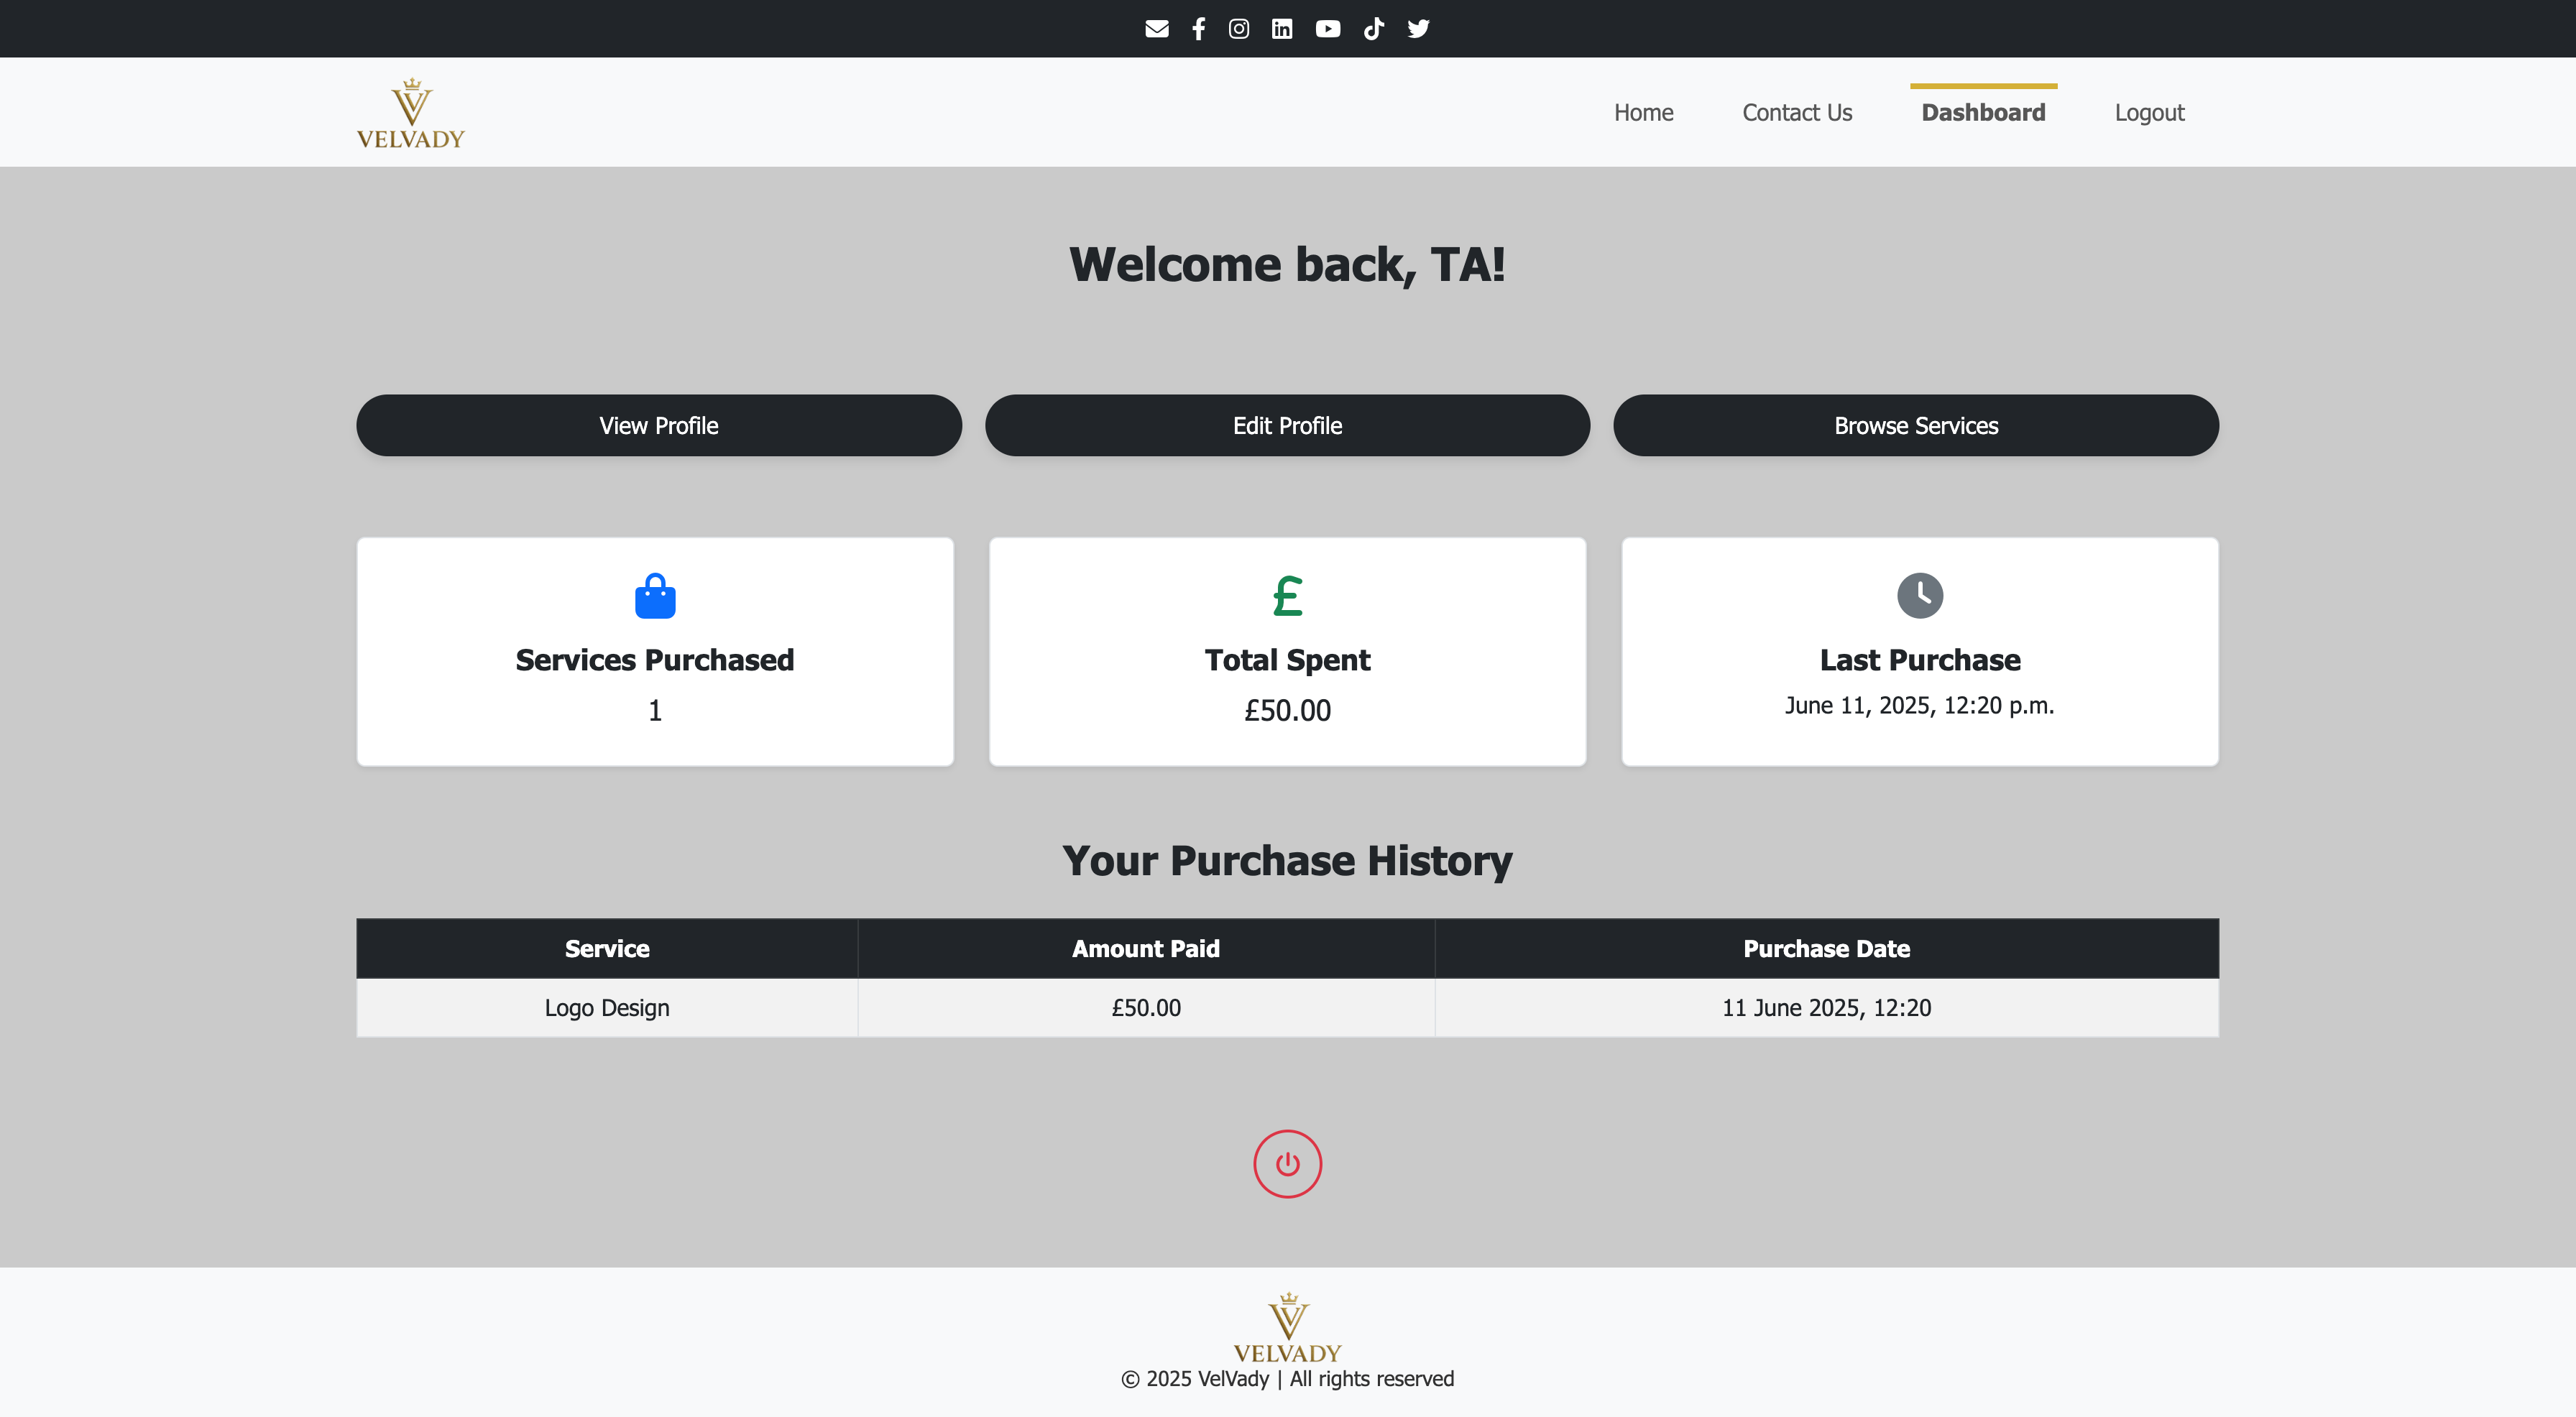 VELVADY
Home Contact Us Dashboard Logout
Welcome back, TA!
View Profile Edit Profile Browse Services
Services Purchased
1
£
Total Spent
£50.00
Last Purchase
June 11, 2025, 12:20 p.m.
Your Purchase History
Service Amount Paid Purchase Date
Logo Design £50.00 11 June 2025, 12:20
VELVADY
© 2025 VelVady | All rights reserved